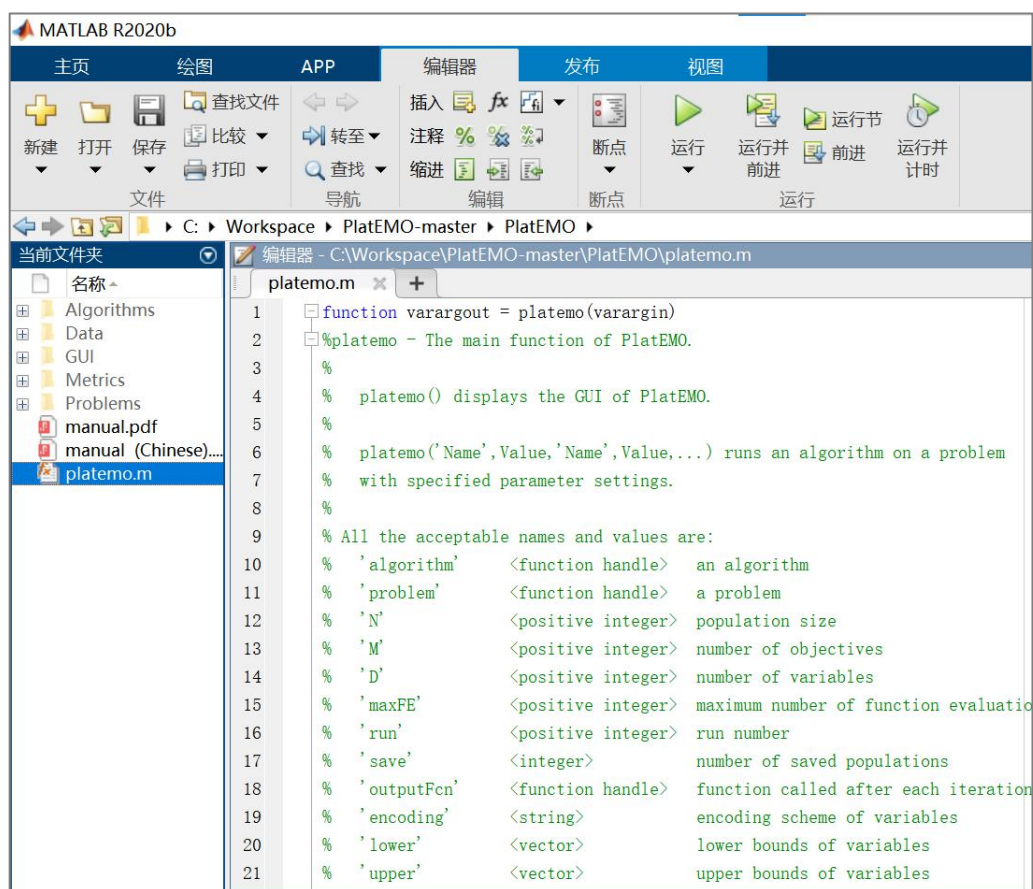 MATLAB R2020b
主页 绘图 APP 编辑器 发布 视图
新建 打开 保存 查找文件 比较 打印
转至 查找
插入 fx
注释 %
缩进
断点
运行 运行并前进 运行节 前进 运行并计时
文件 导航 编辑 断点 运行
C: Workspace PlatEMO-master PlatEMO
当前文件夹
名称
Algorithms
Data
GUI
Metrics
Problems
manual.pdf
manual (Chinese)....
platemo.m
编辑器 - C:\Workspace\PlatEMO-master\PlatEMO\platemo.m
platemo.m × +
1 function varargout = platemo(varargin)
2 %platemo - The main function of PlatEMO.
3 %
4 % platemo() displays the GUI of PlatEMO.
5 %
6 % platemo('Name',Value,'Name',Value,...) runs an algorithm on a problem
7 % with specified parameter settings.
8 %
9 % All the acceptable names and values are:
10 % 'algorithm' <function handle> an algorithm
11 % 'problem' <function handle> a problem
12 % 'N' <positive integer> population size
13 % 'M' <positive integer> number of objectives
14 % 'D' <positive integer> number of variables
15 % 'maxFE' <positive integer> maximum number of function evaluatio
16 % 'run' <positive integer> run number
17 % 'save' <integer> number of saved populations
18 % 'outputFcn' <function handle> function called after each iteration
19 % 'encoding' <string> encoding scheme of variables
20 % 'lower' <vector> lower bounds of variables
21 % 'upper' <vector> upper bounds of variables